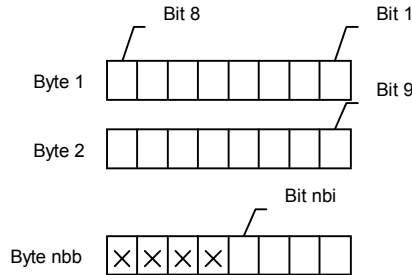 Bit 8
Bit 1
Byte 1
Bit 9
Byte 2
Bit nbi
Byte nbb